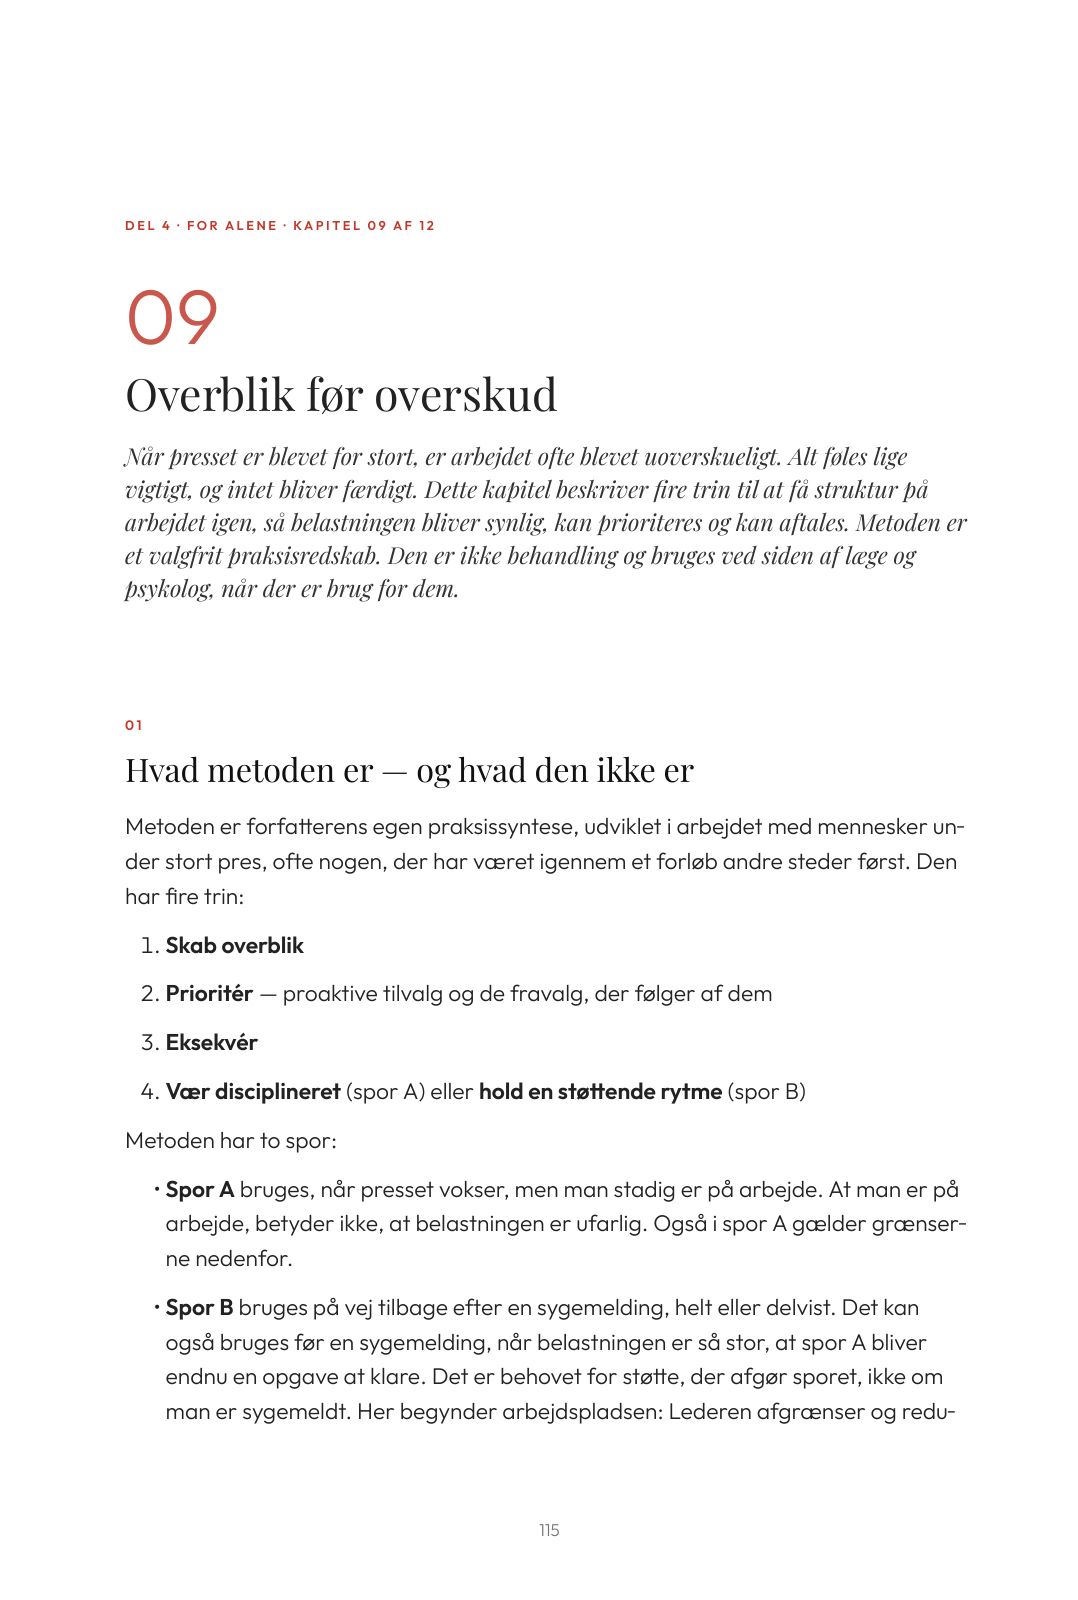 DEL 4 · FOR ALENE · KAPITEL 09 AF 12
09
Overblik før overskud
Når presset er blevet for stort, er arbejdet ofte blevet uoverskueligt. Alt føles lige
vigtigt, og intet bliver færdigt. Dette kapitel beskriver fire trin til at få struktur på
arbejdet igen, så belastningen bliver synlig, kan prioriteres og kan aftales. Metoden er
et valgfrit praksisredskab. Den er ikke behandling og bruges ved siden af læge og
psykolog, når der er brug for dem.
01
Hvad metoden er — og hvad den ikke er
Metoden er forfatterens egen praksissyntese, udviklet i arbejdet med mennesker un-
der stort pres, ofte nogen, der har været igennem et forløb andre steder først. Den
har fire trin:
1. Skab overblik
2. Prioritér — proaktive tilvalg og de fravalg, der følger af dem
3. Eksekvér
4. Vær disciplineret (spor A) eller hold en støttende rytme (spor B)
Metoden har to spor:
• Spor A bruges, når presset vokser, men man stadig er på arbejde. At man er på
arbejde, betyder ikke, at belastningen er ufarlig. Også i spor A gælder grænser-
ne nedenfor.
• Spor B bruges på vej tilbage efter en sygemelding, helt eller delvist. Det kan
også bruges før en sygemelding, når belastningen er så stor, at spor A bliver
endnu en opgave at klare. Det er behovet for støtte, der afgør sporet, ikke om
man er sygemeldt. Her begynder arbejdspladsen: Lederen afgrænser og redu-
115